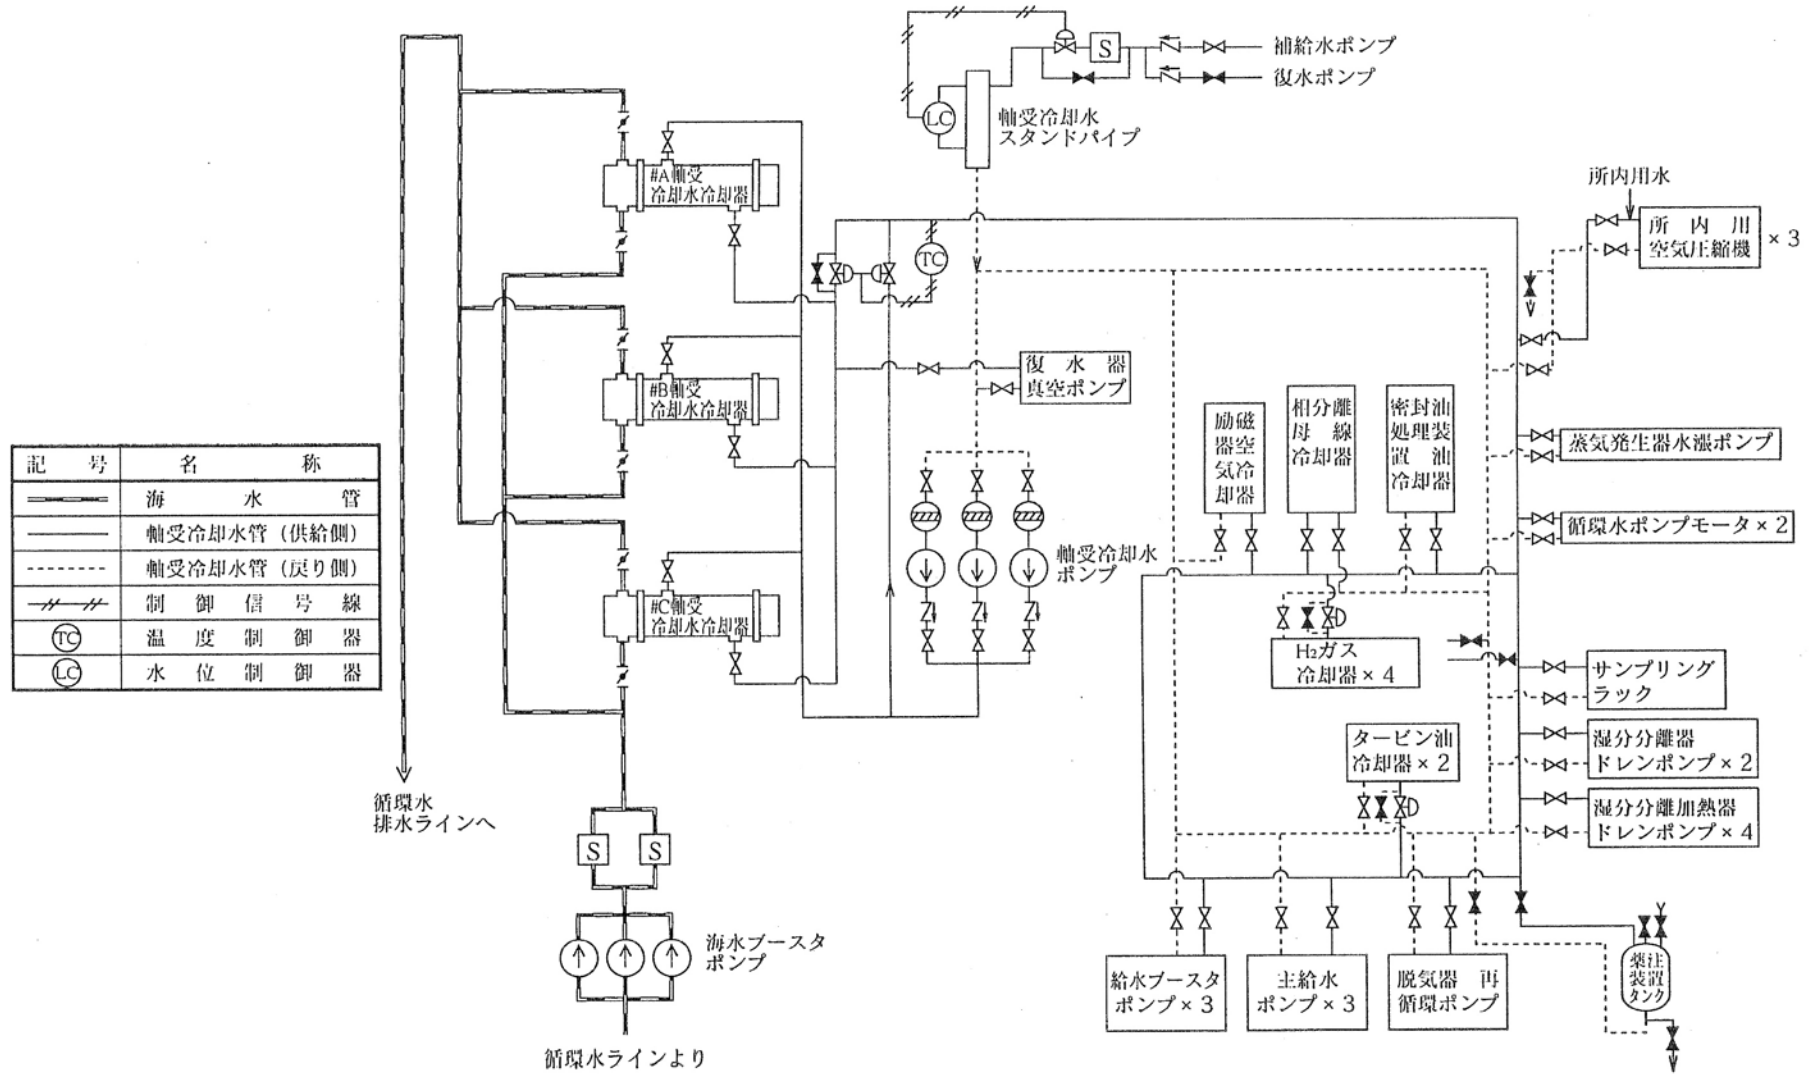 補給水ポンプ
S
復水ポンプ
LC
軸受冷却水
スタンドパイプ
所内用水
所内用
空気圧縮機
×3
#A軸受
冷却水冷却器
TC
#B軸受
冷却水冷却器
復水器
真空ポンプ
励磁
器空
気冷
却器
相分離
母線
冷却器
密封油
処理装
置油
冷却器
蒸気発生器水漲ポンプ
循環水ポンプモータ×2
軸受冷却水
ポンプ
#C軸受
冷却水冷却器
H₂ガス
冷却器×4
サンプリング
ラック
タービン油
冷却器×2
湿分分離器
ドレンポンプ×2
湿分分離加熱器
ドレンポンプ×4
記号 名称
海水管
軸受冷却水管(供給側)
軸受冷却水管(戻り側)
制御信号線
TC 温度制御器
LC 水位制御器
循環水
排水ラインへ
S S
海水ブースタ
ポンプ
循環水ラインより
給水ブースタ
ポンプ×3
主給水
ポンプ×3
脱気器再
循環ポンプ
薬注
装置
タンク